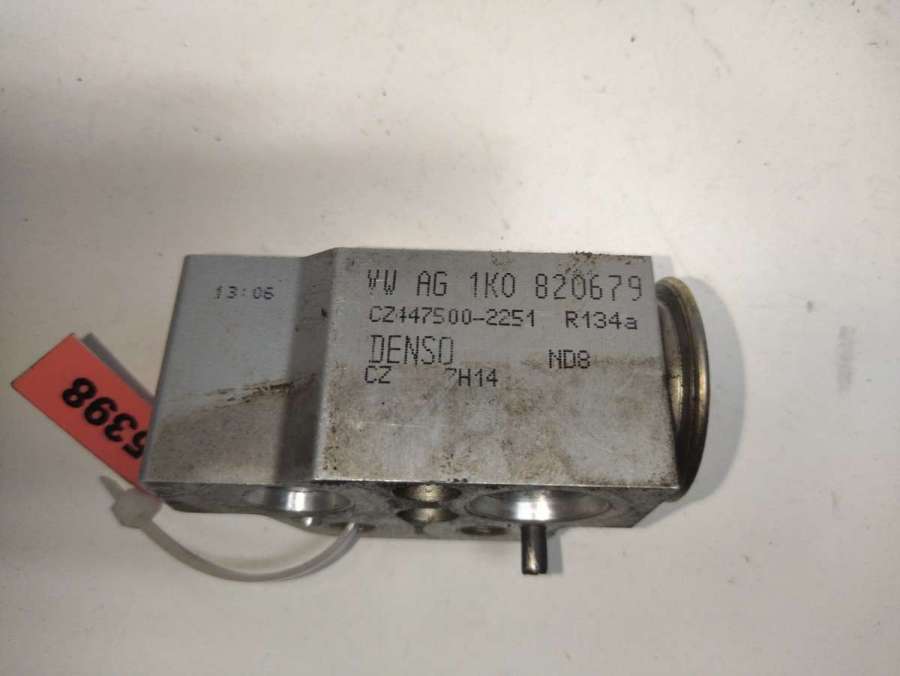 13:06
VW AG 1K0 820679
CZ447500-2251 R134a
DENSO ND8
CZ 7H14
5398